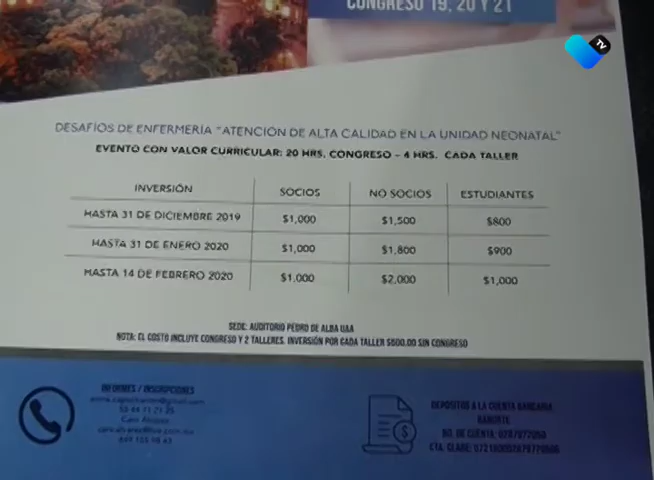 CONGRESO 19, 20 Y 21
TV
DESAFÍOS DE ENFERMERÍA "ATENCIÓN DE ALTA CALIDAD EN LA UNIDAD NEONATAL"
EVENTO CON VALOR CURRICULAR: 20 HRS. CONGRESO – 4 HRS. CADA TALLER
INVERSIÓN SOCIOS NO SOCIOS ESTUDIANTES
HASTA 31 DE DICIEMBRE 2019 $1,000 $1,500 $800
HASTA 31 DE ENERO 2020 $1,000 $1,800 $900
HASTA 14 DE FEBRERO 2020 $1,000 $2,000 $1,000
SEDE: AUDITORIO PEDRO DE ALBA UAA
NOTA: EL COSTO INCLUYE CONGRESO Y 2 TALLERES. INVERSIÓN POR CADA TALLER $600.00 SIN CONGRESO
INFORMES / INSCRIPCIONES
DEPOSITOS A LA CUENTA BANCARIA
BANORTE
NO. DE CUENTA:
CTA. CLABE: